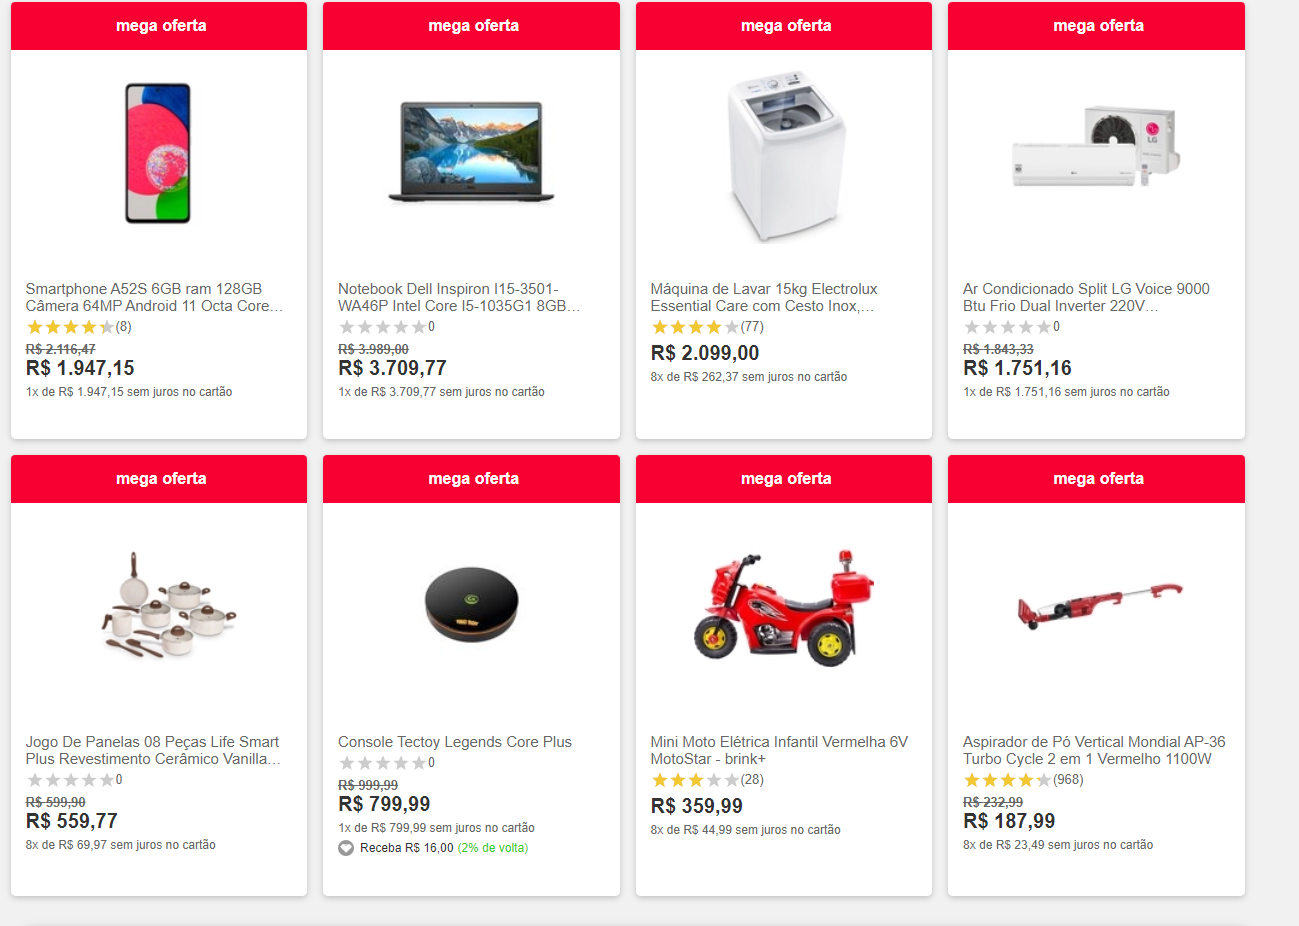 mega oferta
mega oferta
mega oferta
mega oferta
LG
Smartphone A52S 6GB ram 128GB
Câmera 64MP Android 11 Octa Core...
(8)
R$ 2.116,47
R$ 1.947,15
1x de R$ 1.947,15 sem juros no cartão
Notebook Dell Inspiron I15-3501-
WA46P Intel Core I5-1035G1 8GB...
0
R$ 3.989,00
R$ 3.709,77
1x de R$ 3.709,77 sem juros no cartão
Máquina de Lavar 15kg Electrolux
Essential Care com Cesto Inox,...
(77)
R$ 2.099,00
8x de R$ 262,37 sem juros no cartão
Ar Condicionado Split LG Voice 9000
Btu Frio Dual Inverter 220V...
0
R$ 1.843,33
R$ 1.751,16
1x de R$ 1.751,16 sem juros no cartão
mega oferta
mega oferta
mega oferta
mega oferta
TEC TOY
Jogo De Panelas 08 Peças Life Smart
Plus Revestimento Cerâmico Vanilla...
0
R$ 599,90
R$ 559,77
8x de R$ 69,97 sem juros no cartão
Console Tectoy Legends Core Plus
0
R$ 999,99
R$ 799,99
1x de R$ 799,99 sem juros no cartão
Receba R$ 16,00 (2% de volta)
Mini Moto Elétrica Infantil Vermelha 6V
MotoStar - brink+
(28)
R$ 359,99
8x de R$ 44,99 sem juros no cartão
Aspirador de Pó Vertical Mondial AP-36
Turbo Cycle 2 em 1 Vermelho 1100W
(968)
R$ 232,99
R$ 187,99
8x de R$ 23,49 sem juros no cartão